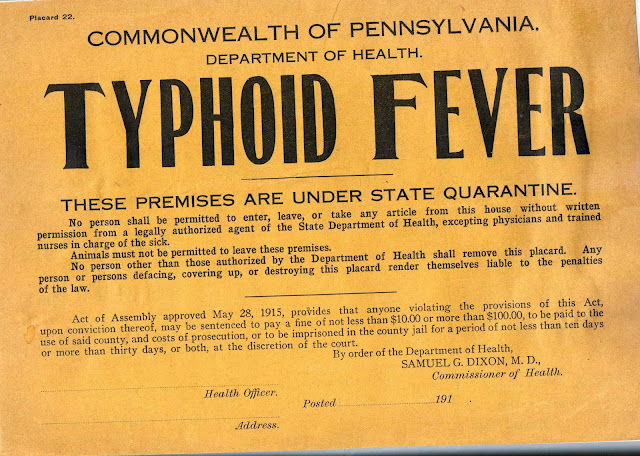 Placard 22.
COMMONWEALTH OF PENNSYLVANIA.
DEPARTMENT OF HEALTH.
TYPHOID FEVER
THESE PREMISES ARE UNDER STATE QUARANTINE.
No person shall be permitted to enter, leave, or take any article from this house without written
permission from a legally authorized agent of the State Department of Health, excepting physicians and trained
nurses in charge of the sick.
Animals must not be permitted to leave these premises.
No person other than those authorized by the Department of Health shall remove this placard. Any
person or persons defacing, covering up, or destroying this placard render themselves liable to the penalties
of the law.
Act of Assembly approved May 28, 1915, provides that anyone violating the provisions of this Act,
upon conviction thereof, may be sentenced to pay a fine of not less than $10.00 or more than $100.00, to be paid to the
use of said county, and costs of prosecution, or to be imprisoned in the county jail for a period of not less than ten days
or more than thirty days, or both, at the discretion of the court.
By order of the Department of Health,
SAMUEL G. DIXON, M. D.,
Commissioner of Health.
Health Officer.
Posted 191
Address.